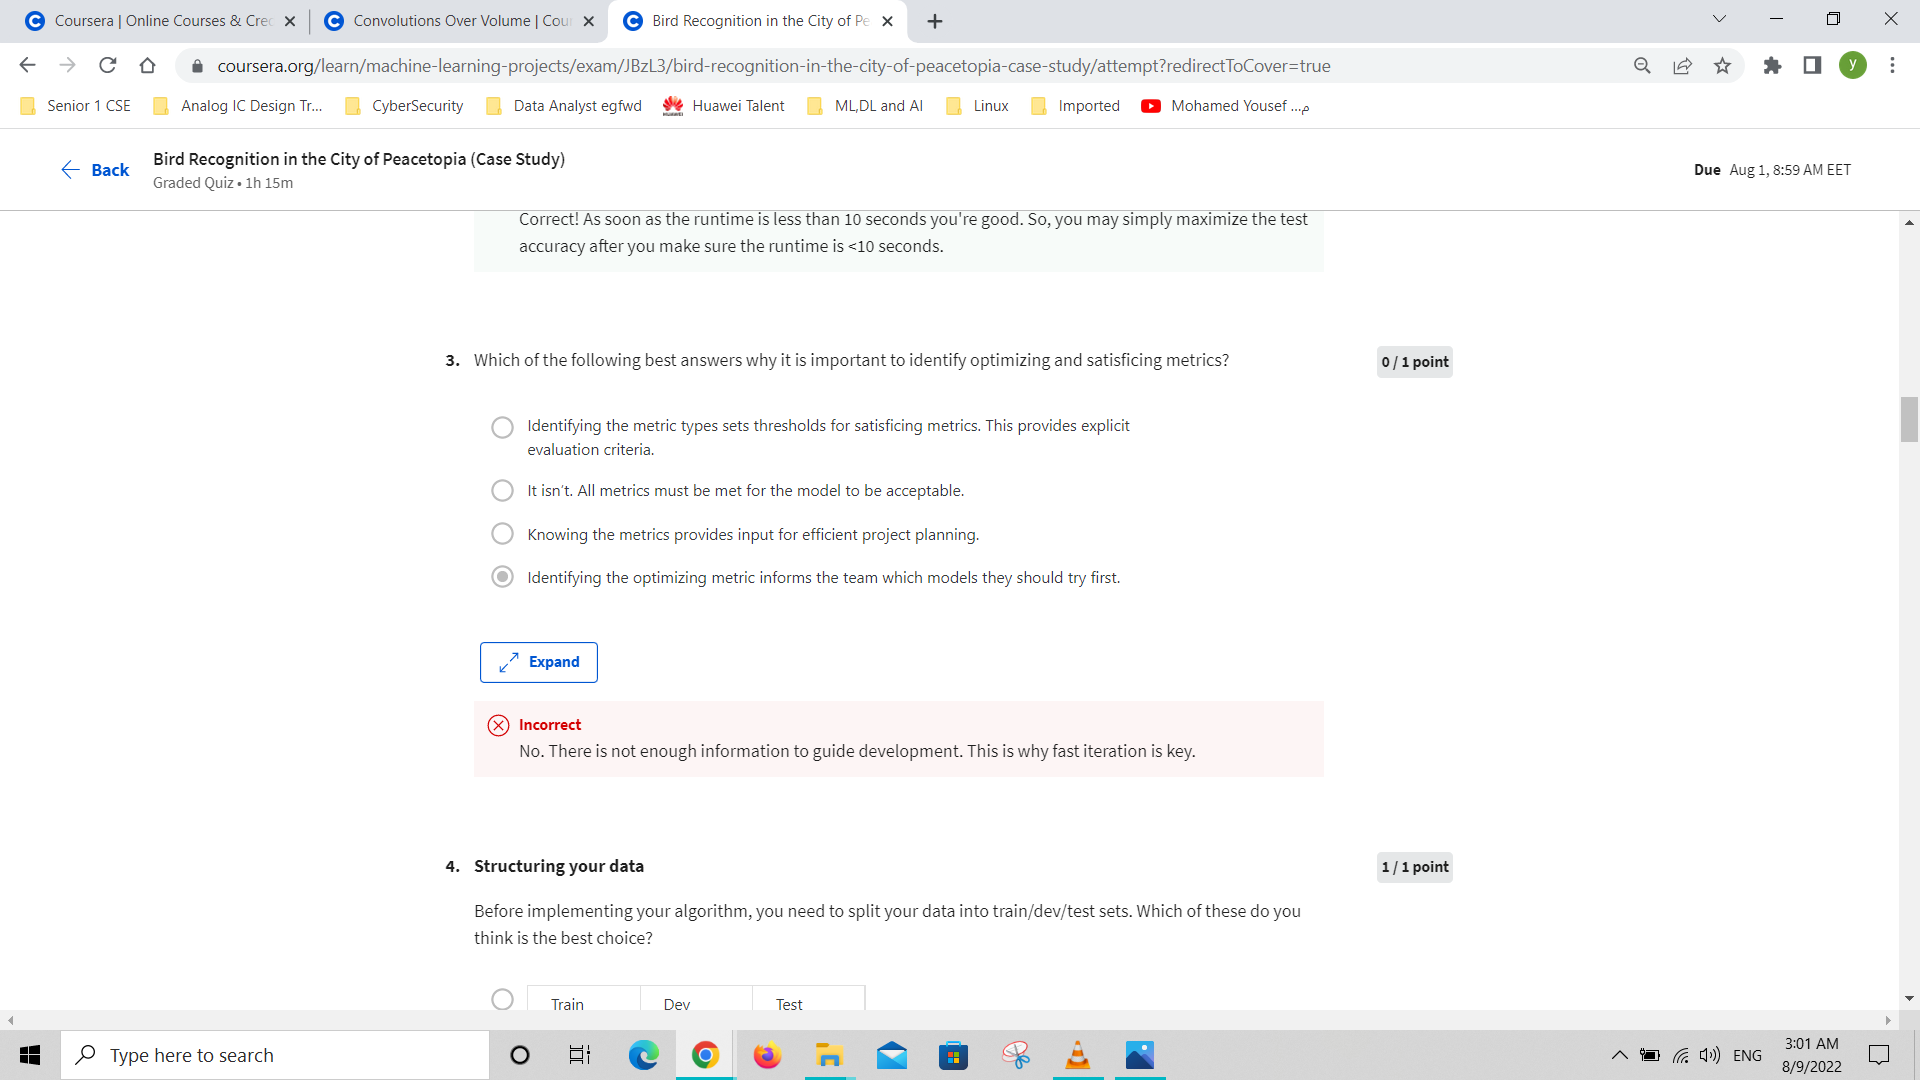 Coursera | Online Courses & Cre
Convolutions Over Volume | Cou
Bird Recognition in the City of Pe
coursera.org/learn/machine-learning-projects/exam/JBzL3/bird-recognition-in-the-city-of-peacetopia-case-study/attempt?redirectToCover=true
y
Senior 1 CSE
Analog IC Design Tr...
CyberSecurity
Data Analyst egfwd
Huawei Talent
ML,DL and AI
Linux
Imported
Mohamed Yousef ...م
Back
Bird Recognition in the City of Peacetopia (Case Study)
Graded Quiz • 1h 15m
Due Aug 1, 8:59 AM EET
Correct! As soon as the runtime is less than 10 seconds you're good. So, you may simply maximize the test
accuracy after you make sure the runtime is <10 seconds.
3. Which of the following best answers why it is important to identify optimizing and satisficing metrics?
0 / 1 point
Identifying the metric types sets thresholds for satisficing metrics. This provides explicit
evaluation criteria.
It isn't. All metrics must be met for the model to be acceptable.
Knowing the metrics provides input for efficient project planning.
Identifying the optimizing metric informs the team which models they should try first.
Expand
Incorrect
No. There is not enough information to guide development. This is why fast iteration is key.
4. Structuring your data
1 / 1 point
Before implementing your algorithm, you need to split your data into train/dev/test sets. Which of these do you
think is the best choice?
Train Dev Test
Type here to search
ENG
3:01 AM
8/9/2022